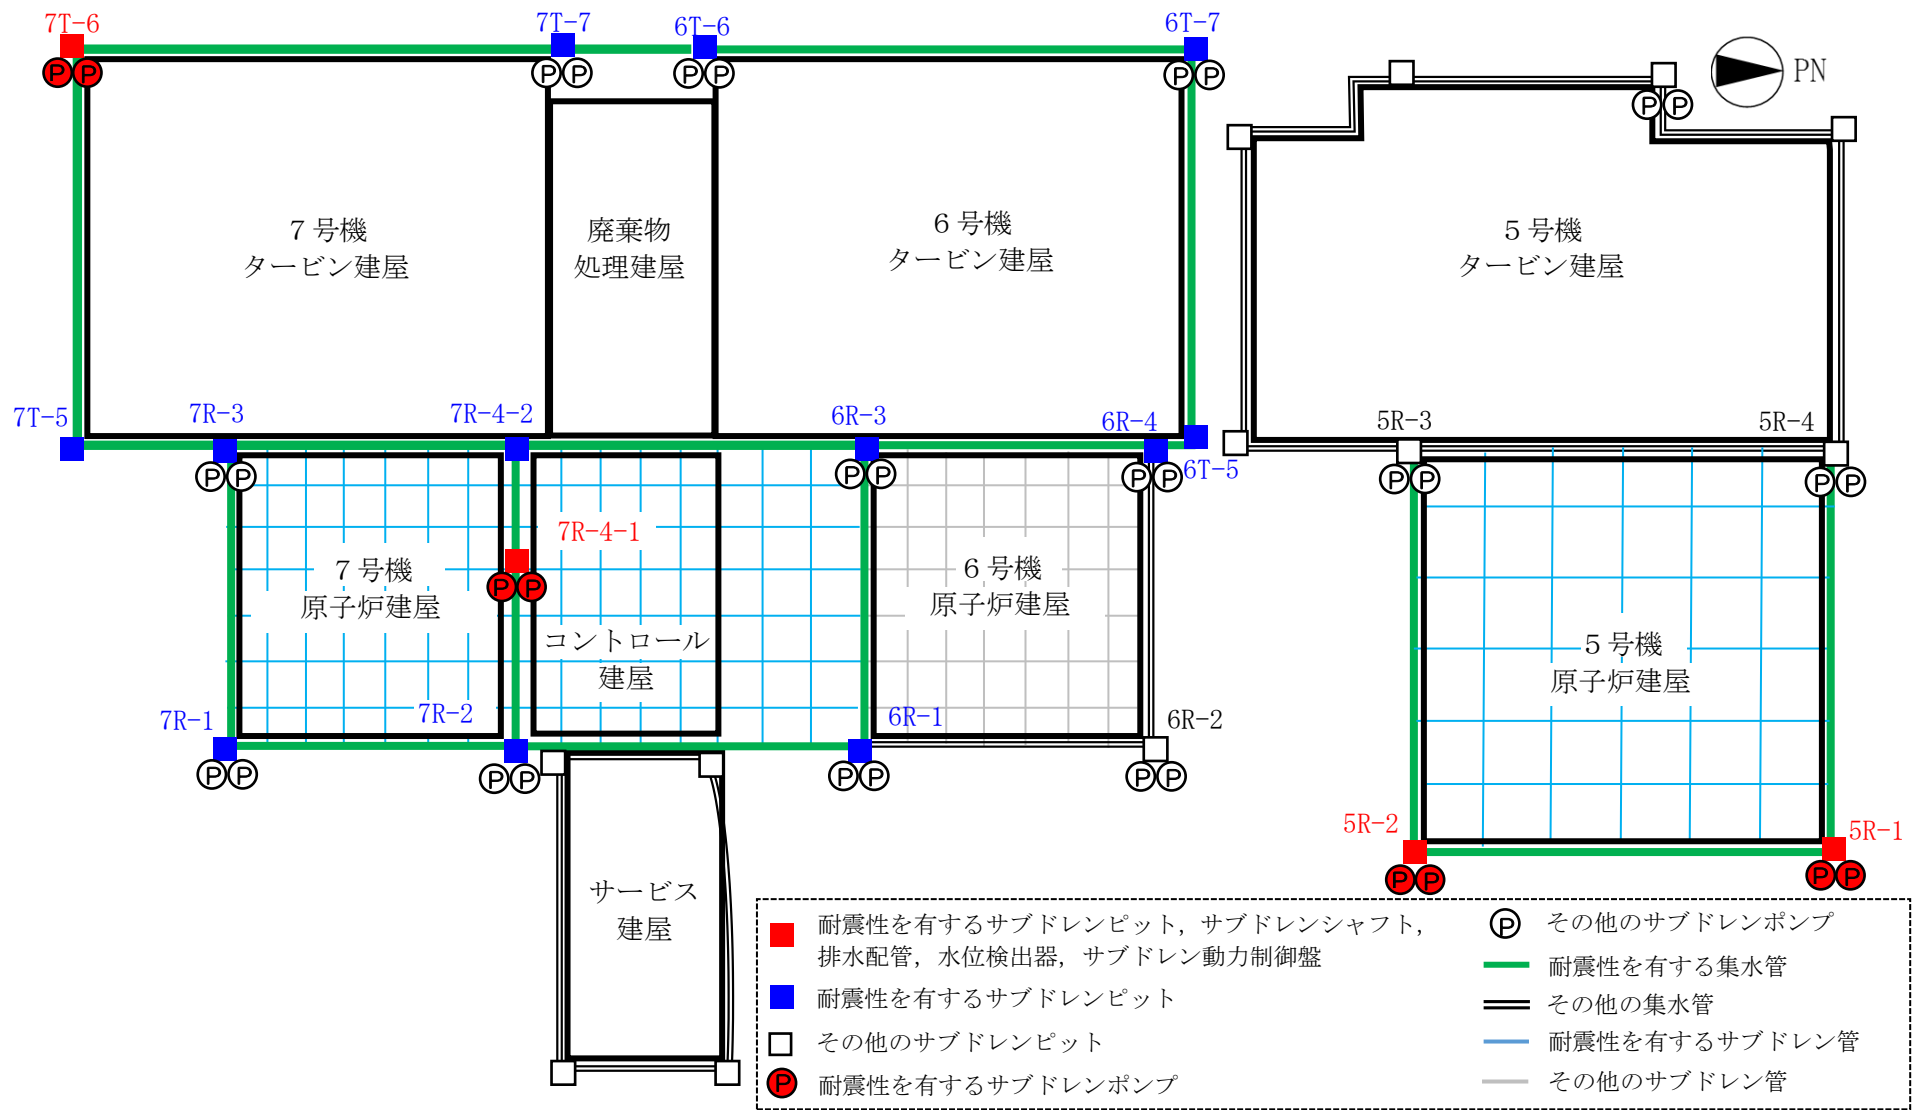 7T-6
7T-7
6T-6
6T-7
PN
7号機
タービン建屋
廃棄物
処理建屋
6号機
タービン建屋
5号機
タービン建屋
7T-5
7R-3
7R-4-2
6R-3
6R-4
6T-5
5R-3
5R-4
7R-4-1
7号機
原子炉建屋
コントロール
建屋
6号機
原子炉建屋
5号機
原子炉建屋
7R-1
7R-2
6R-1
6R-2
5R-2
5R-1
サービス
建屋
耐震性を有するサブドレンピット，サブドレンシャフト，
排水配管，水位検出器，サブドレン動力制御盤
耐震性を有するサブドレンピット
その他のサブドレンピット
耐震性を有するサブドレンポンプ
その他のサブドレンポンプ
耐震性を有する集水管
その他の集水管
耐震性を有するサブドレン管
その他のサブドレン管